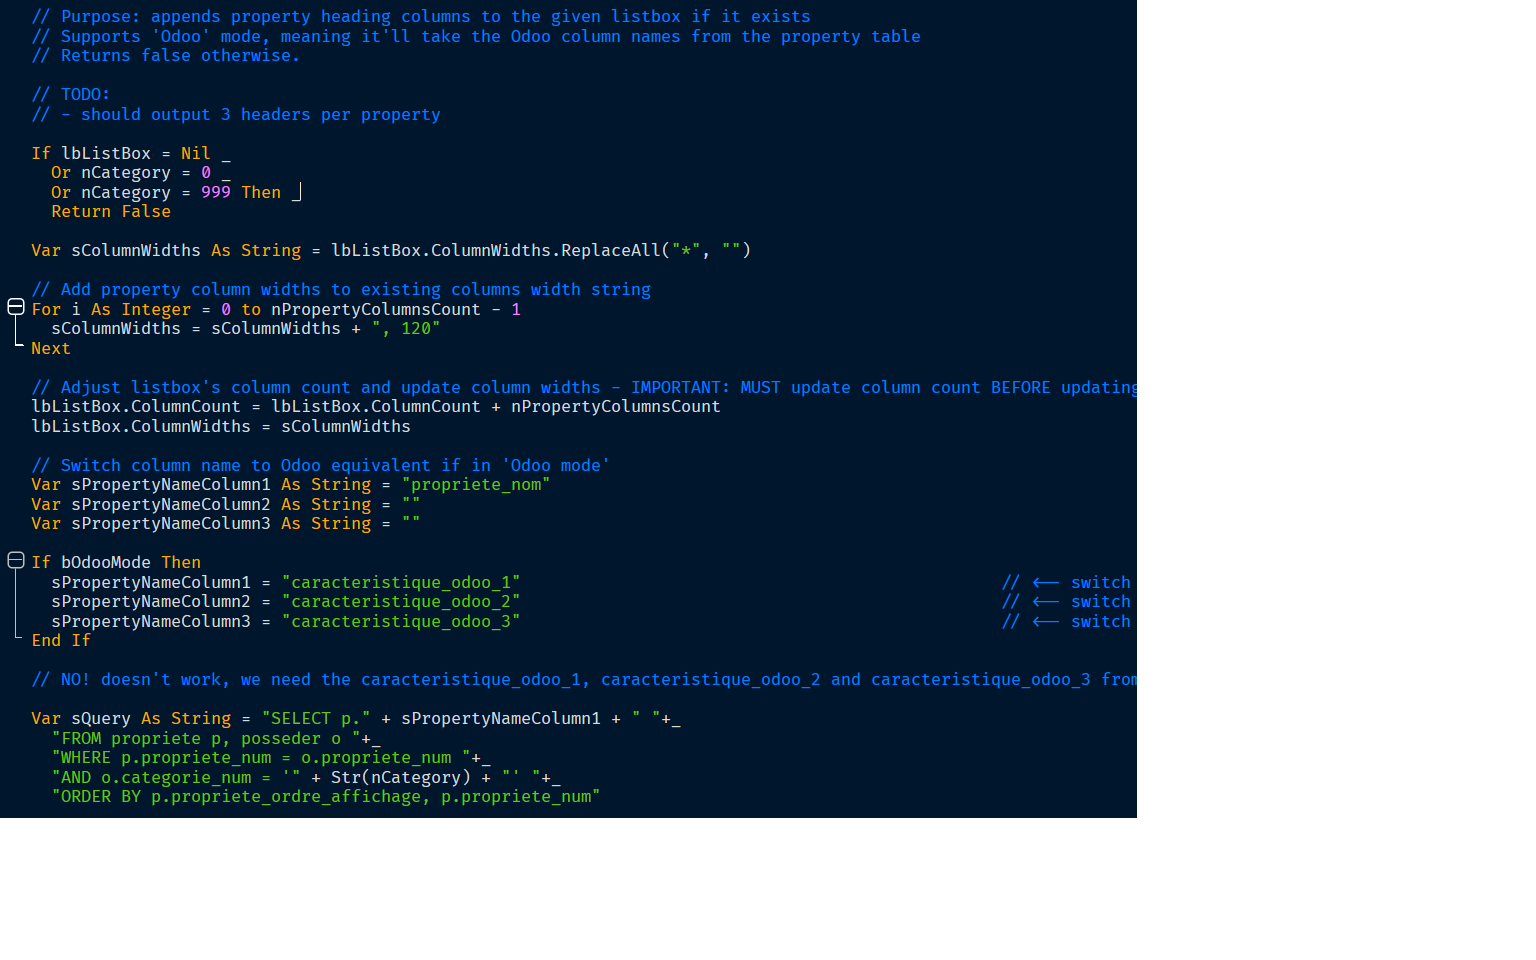 // Purpose: appends property heading columns to the given listbox if it exists
// Supports 'Odoo' mode, meaning it'll take the Odoo column names from the property table
// Returns false otherwise.
// TODO:
// - should output 3 headers per property
If lbListBox = Nil _
Or nCategory = 0 _
Or nCategory = 999 Then _
Return False
Var sColumnWidths As String = lbListBox.ColumnWidths.ReplaceAll("*", "")
// Add property column widths to existing columns width string
For i As Integer = 0 to nPropertyColumnsCount - 1
sColumnWidths = sColumnWidths + ", 120"
Next
// Adjust listbox's column count and update column widths - IMPORTANT: MUST update column count BEFORE updating
lbListBox.ColumnCount = lbListBox.ColumnCount + nPropertyColumnsCount
lbListBox.ColumnWidths = sColumnWidths
// Switch column name to Odoo equivalent if in 'Odoo mode'
Var sPropertyNameColumn1 As String = "propriete_nom"
Var sPropertyNameColumn2 As String = ""
Var sPropertyNameColumn3 As String = ""
If bOdooMode Then
sPropertyNameColumn1 = "caracteristique_odoo_1" // <-- switch
sPropertyNameColumn2 = "caracteristique_odoo_2" // <-- switch
sPropertyNameColumn3 = "caracteristique_odoo_3" // <-- switch
End If
// NO! doesn't work, we need the caracteristique_odoo_1, caracteristique_odoo_2 and caracteristique_odoo_3 from
Var sQuery As String = "SELECT p." + sPropertyNameColumn1 + " "+_
"FROM propriete p, posseder o "+_
"WHERE p.propriete_num = o.propriete_num "+_
"AND o.categorie_num = '" + Str(nCategory) + "' "+_
"ORDER BY p.propriete_ordre_affichage, p.propriete_num"